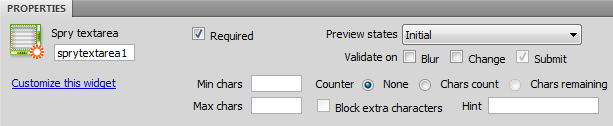 PROPERTIES
Spry textarea
sprytextarea1
Required
Preview states Initial
Validate on Blur Change Submit
Customize this widget
Min chars
Counter None Chars count Chars remaining
Max chars
Block extra characters Hint